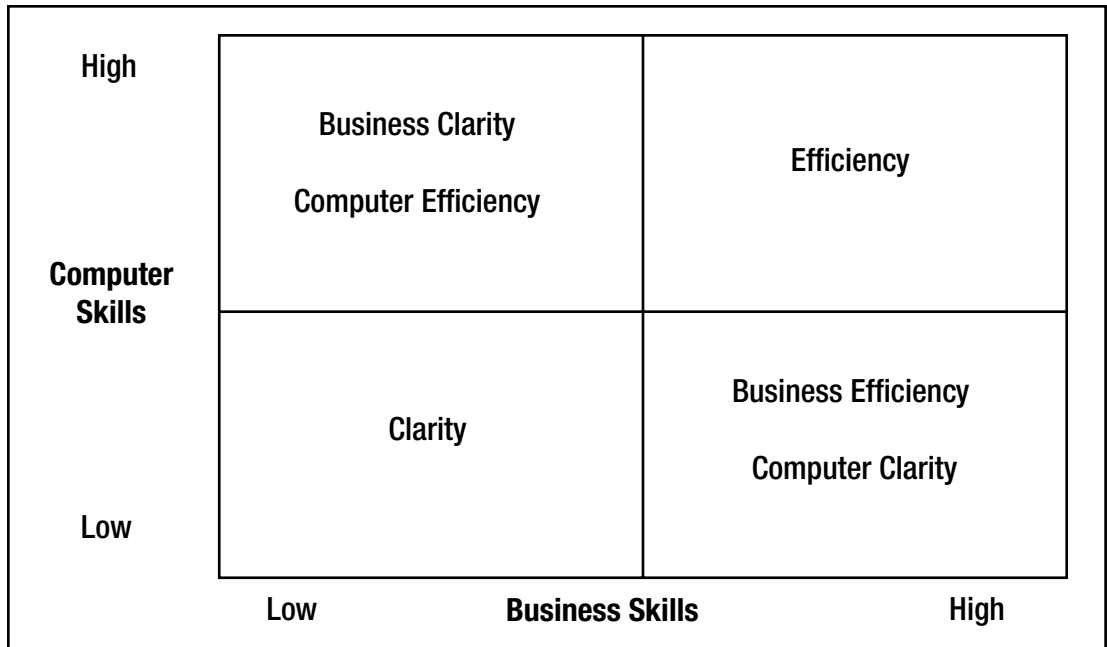 High
Business Clarity
Computer Efficiency
Efficiency
Computer
Skills
Clarity
Business Efficiency
Computer Clarity
Low
Low
Business Skills
High